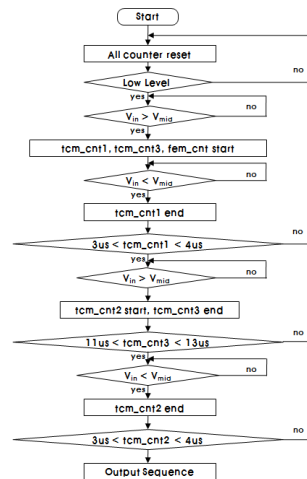 Start
All counter reset
no
Low Level
yes
no
Vin > Vmid
yes
tcm_cnt1, tcm_cnt3, fem_cnt start
no
Vin < Vmid
yes
tcm_cnt1 end
no
3us < tcm_cnt1 < 4us
yes
no
Vin > Vmid
yes
tcm_cnt2 start, tcm_cnt3 end
no
11us < tcm_cnt3 < 13us
yes
no
Vin < Vmid
yes
tcm_cnt2 end
no
3us < tcm_cnt2 < 4us
yes
Output Sequence